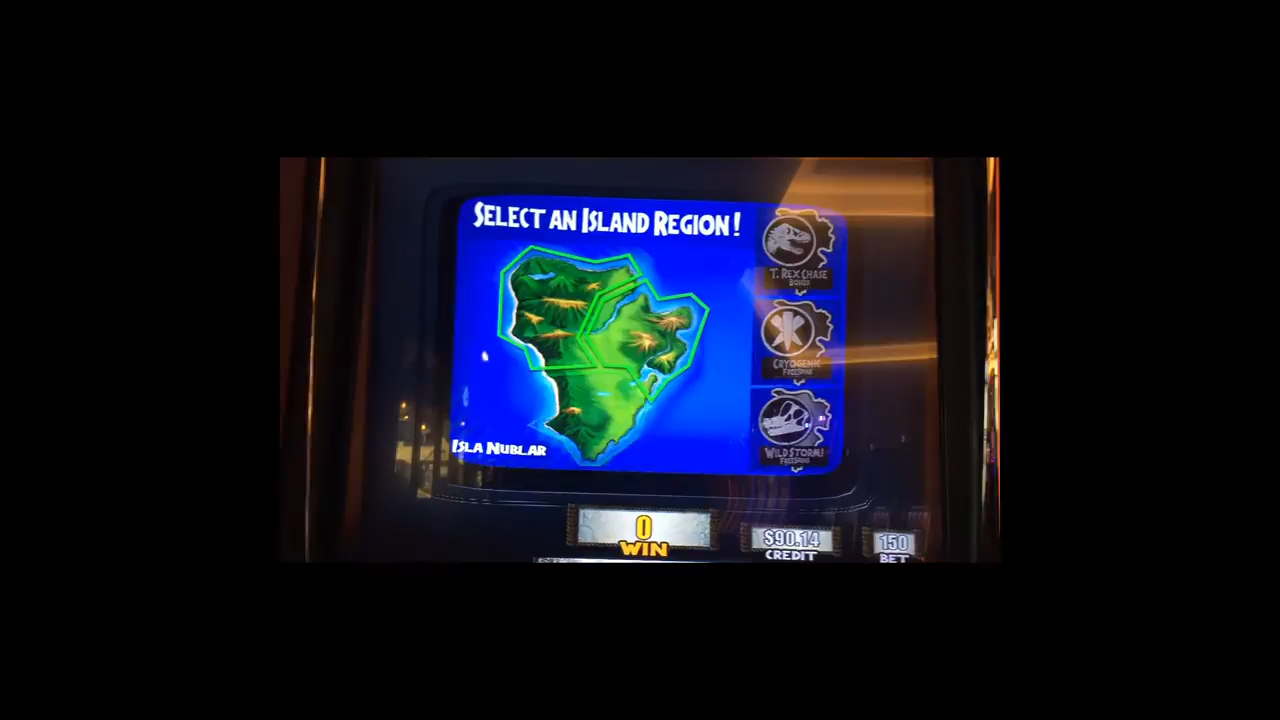 SELECT AN ISLAND REGION!
T. REX CHASE
BONUS
CRYOGENIC
FREESPINS
WILD STORM!
FREESPINS
ISLA NUBLAR
0
WIN
$90.14
CREDIT
150
BET